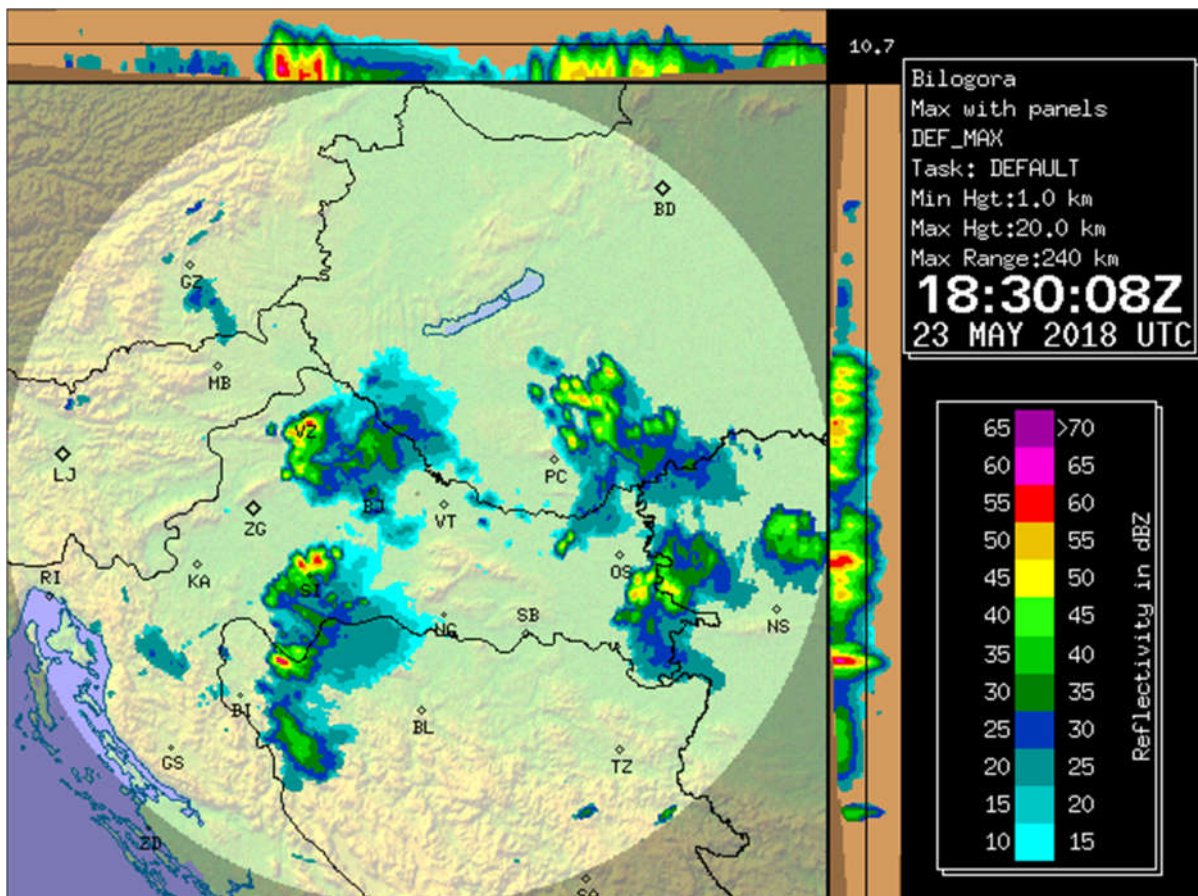 10.7
Bilogora
Max with panels
DEF_MAX
Task: DEFAULT
Min Hgt:1.0 km
Max Hgt:20.0 km
Max Range:240 km
18:30:08Z
23 MAY 2018 UTC
65 >70
60 65
55 60
50 55
45 50
40 45
35 40
30 35
25 30
20 25
15 20
10 15
Reflectivity in dBZ
BD
GZ
MB
VZ
LJ
PC
BJ
VT
ZG
OS
KA
RI
SI
NG
SB
NS
BI
BL
GS
TZ
ZD
SA